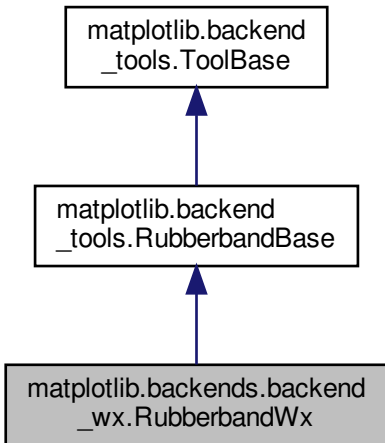 matplotlib.backend
_tools.ToolBase
matplotlib.backend
_tools.RubberbandBase
matplotlib.backends.backend
_wx.RubberbandWx